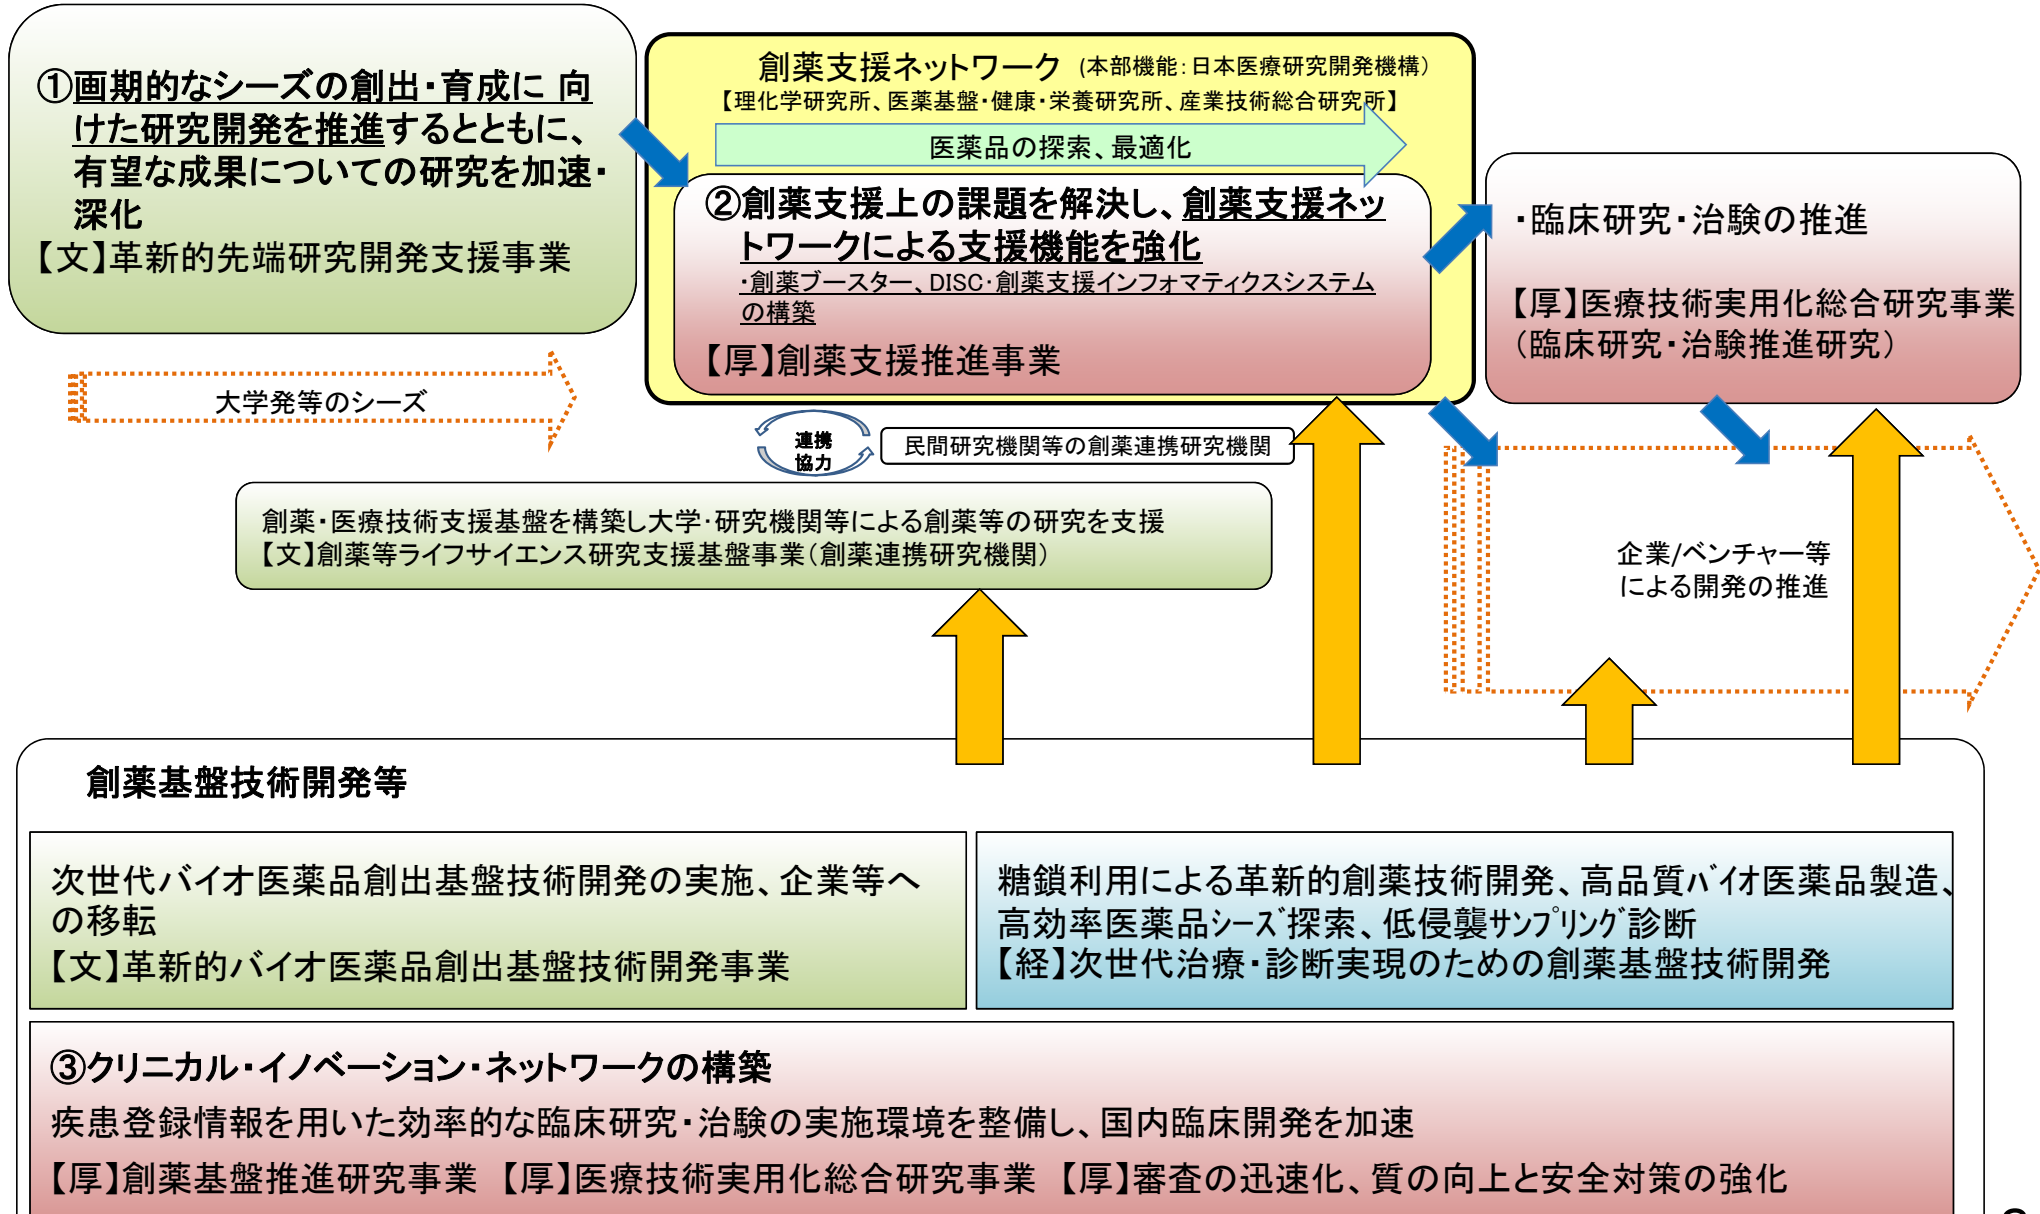 ①画期的なシーズの創出・育成に 向
けた研究開発を推進するとともに、
有望な成果についての研究を加速・
深化
【文】革新的先端研究開発支援事業
大学発等のシーズ
創薬支援ネットワーク (本部機能：日本医療研究開発機構)
【理化学研究所、医薬基盤・健康・栄養研究所、産業技術総合研究所】
医薬品の探索、最適化
②創薬支援上の課題を解決し、創薬支援ネッ
トワークによる支援機能を強化
・創薬ブースター、DISC・創薬支援インフォマティクスシステム
の構築
【厚】創薬支援推進事業
・臨床研究・治験の推進
【厚】医療技術実用化総合研究事業
（臨床研究・治験推進研究）
連携
協力
民間研究機関等の創薬連携研究機関
創薬・医療技術支援基盤を構築し大学・研究機関等による創薬等の研究を支援
【文】創薬等ライフサイエンス研究支援基盤事業（創薬連携研究機関）
企業/ベンチャー等
による開発の推進
創薬基盤技術開発等
次世代バイオ医薬品創出基盤技術開発の実施、企業等へ
の移転
【文】革新的バイオ医薬品創出基盤技術開発事業
糖鎖利用による革新的創薬技術開発、高品質ﾊﾞｲｵ医薬品製造、
高効率医薬品ｼｰｽﾞ探索、低侵襲ｻﾝﾌﾟﾘﾝｸﾞ診断
【経】次世代治療・診断実現のための創薬基盤技術開発
③クリニカル・イノベーション・ネットワークの構築
疾患登録情報を用いた効率的な臨床研究・治験の実施環境を整備し、国内臨床開発を加速
【厚】創薬基盤推進研究事業 【厚】医療技術実用化総合研究事業 【厚】審査の迅速化、質の向上と安全対策の強化